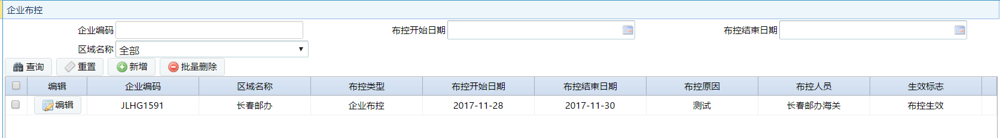 企业布控
企业编码 布控开始日期 布控结束日期
区域名称 全部
查询 重置 新增 批量删除
编辑 企业编码 区域名称 布控类型 布控开始日期 布控结束日期 布控原因 布控人员 生效标志
编辑 JLHG1591 长春邮办 企业布控 2017-11-28 2017-11-30 测试 长春邮办海关 布控生效